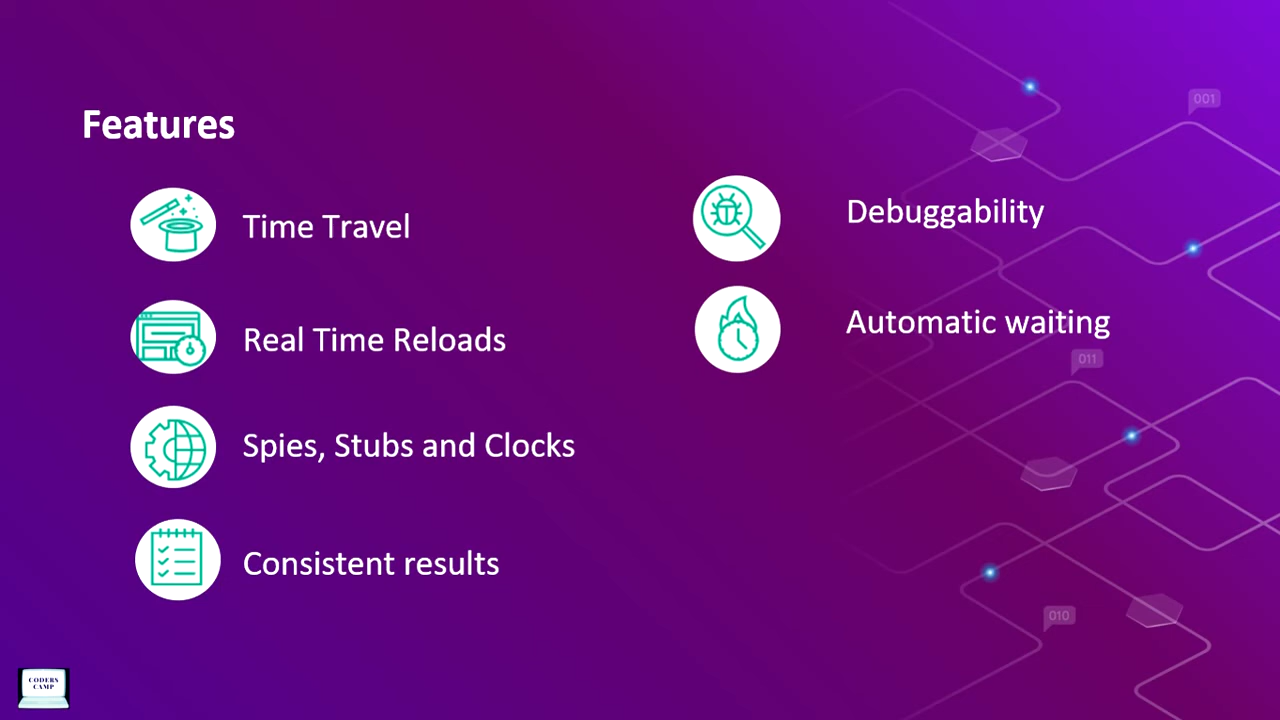 Features
Time Travel
Real Time Reloads
Spies, Stubs and Clocks
Consistent results
Debuggability
Automatic waiting
001
011
010
CODERS
CAMP